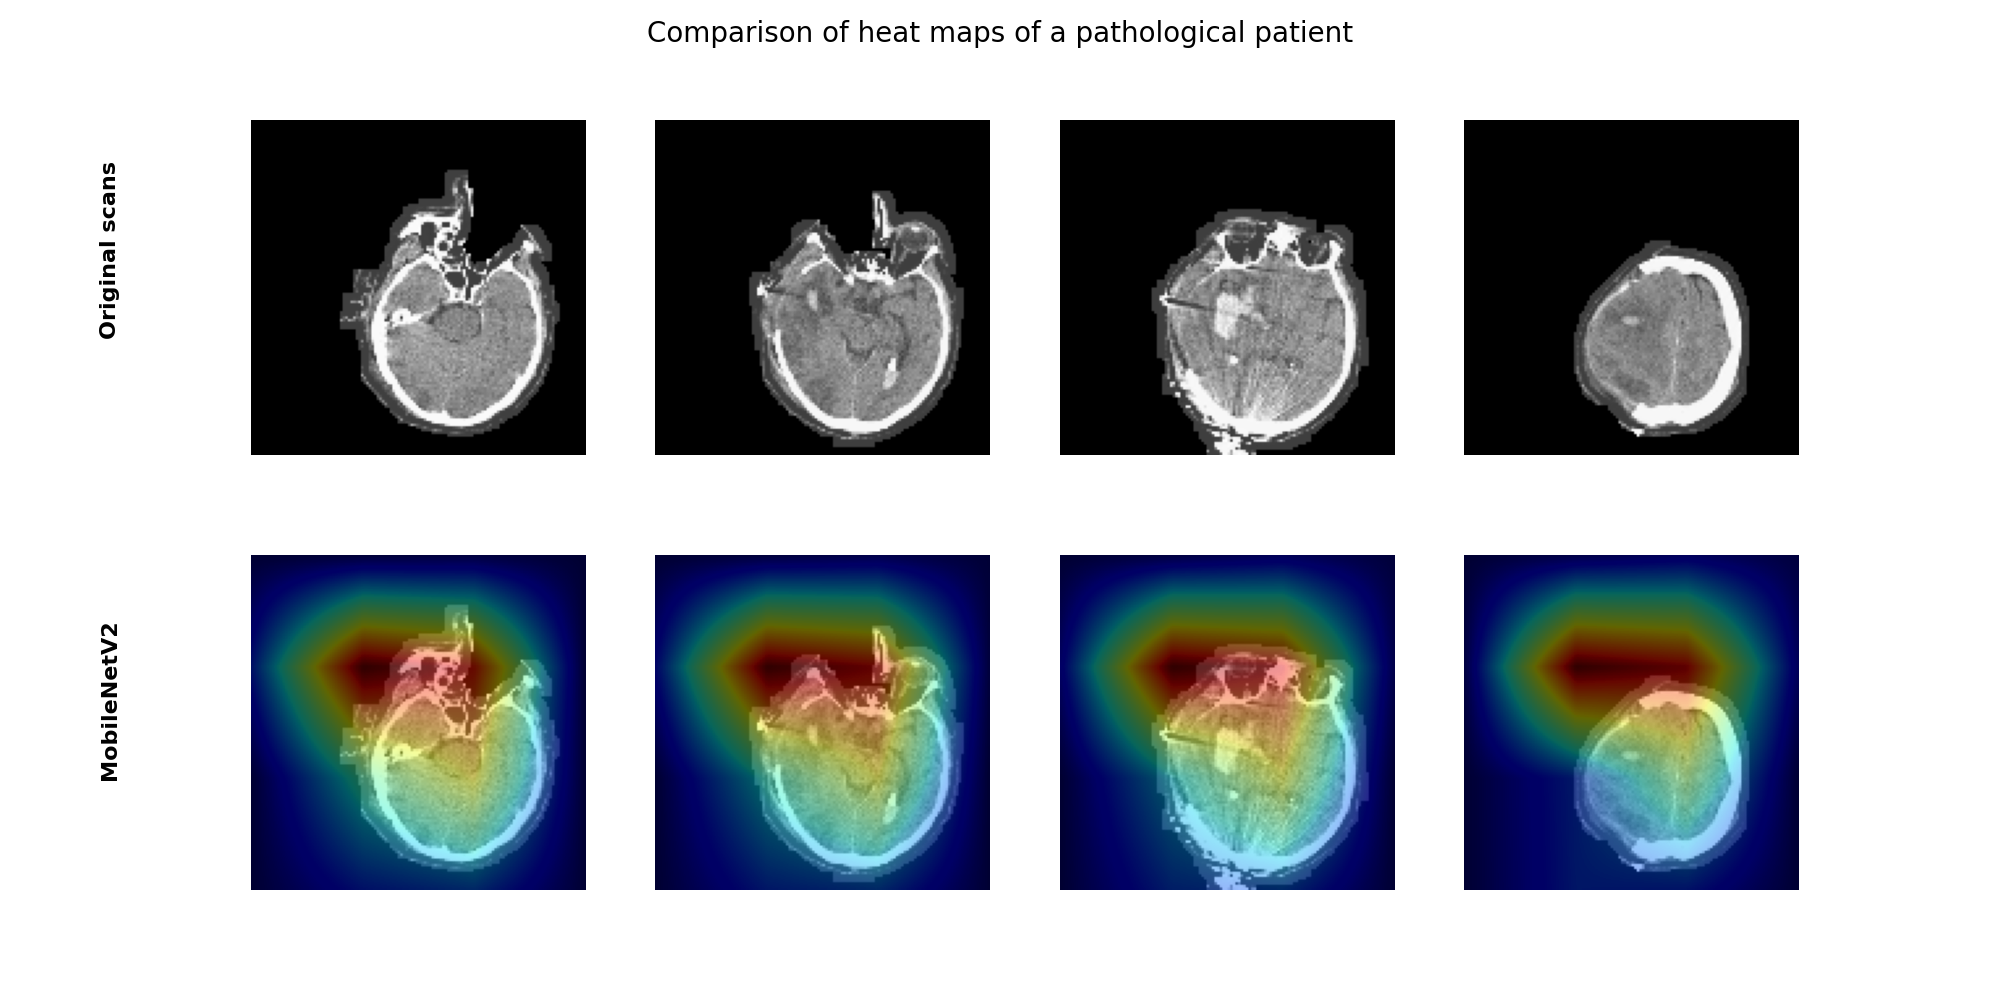 Comparison of heat maps of a pathological patient
Original scans
MobileNetV2